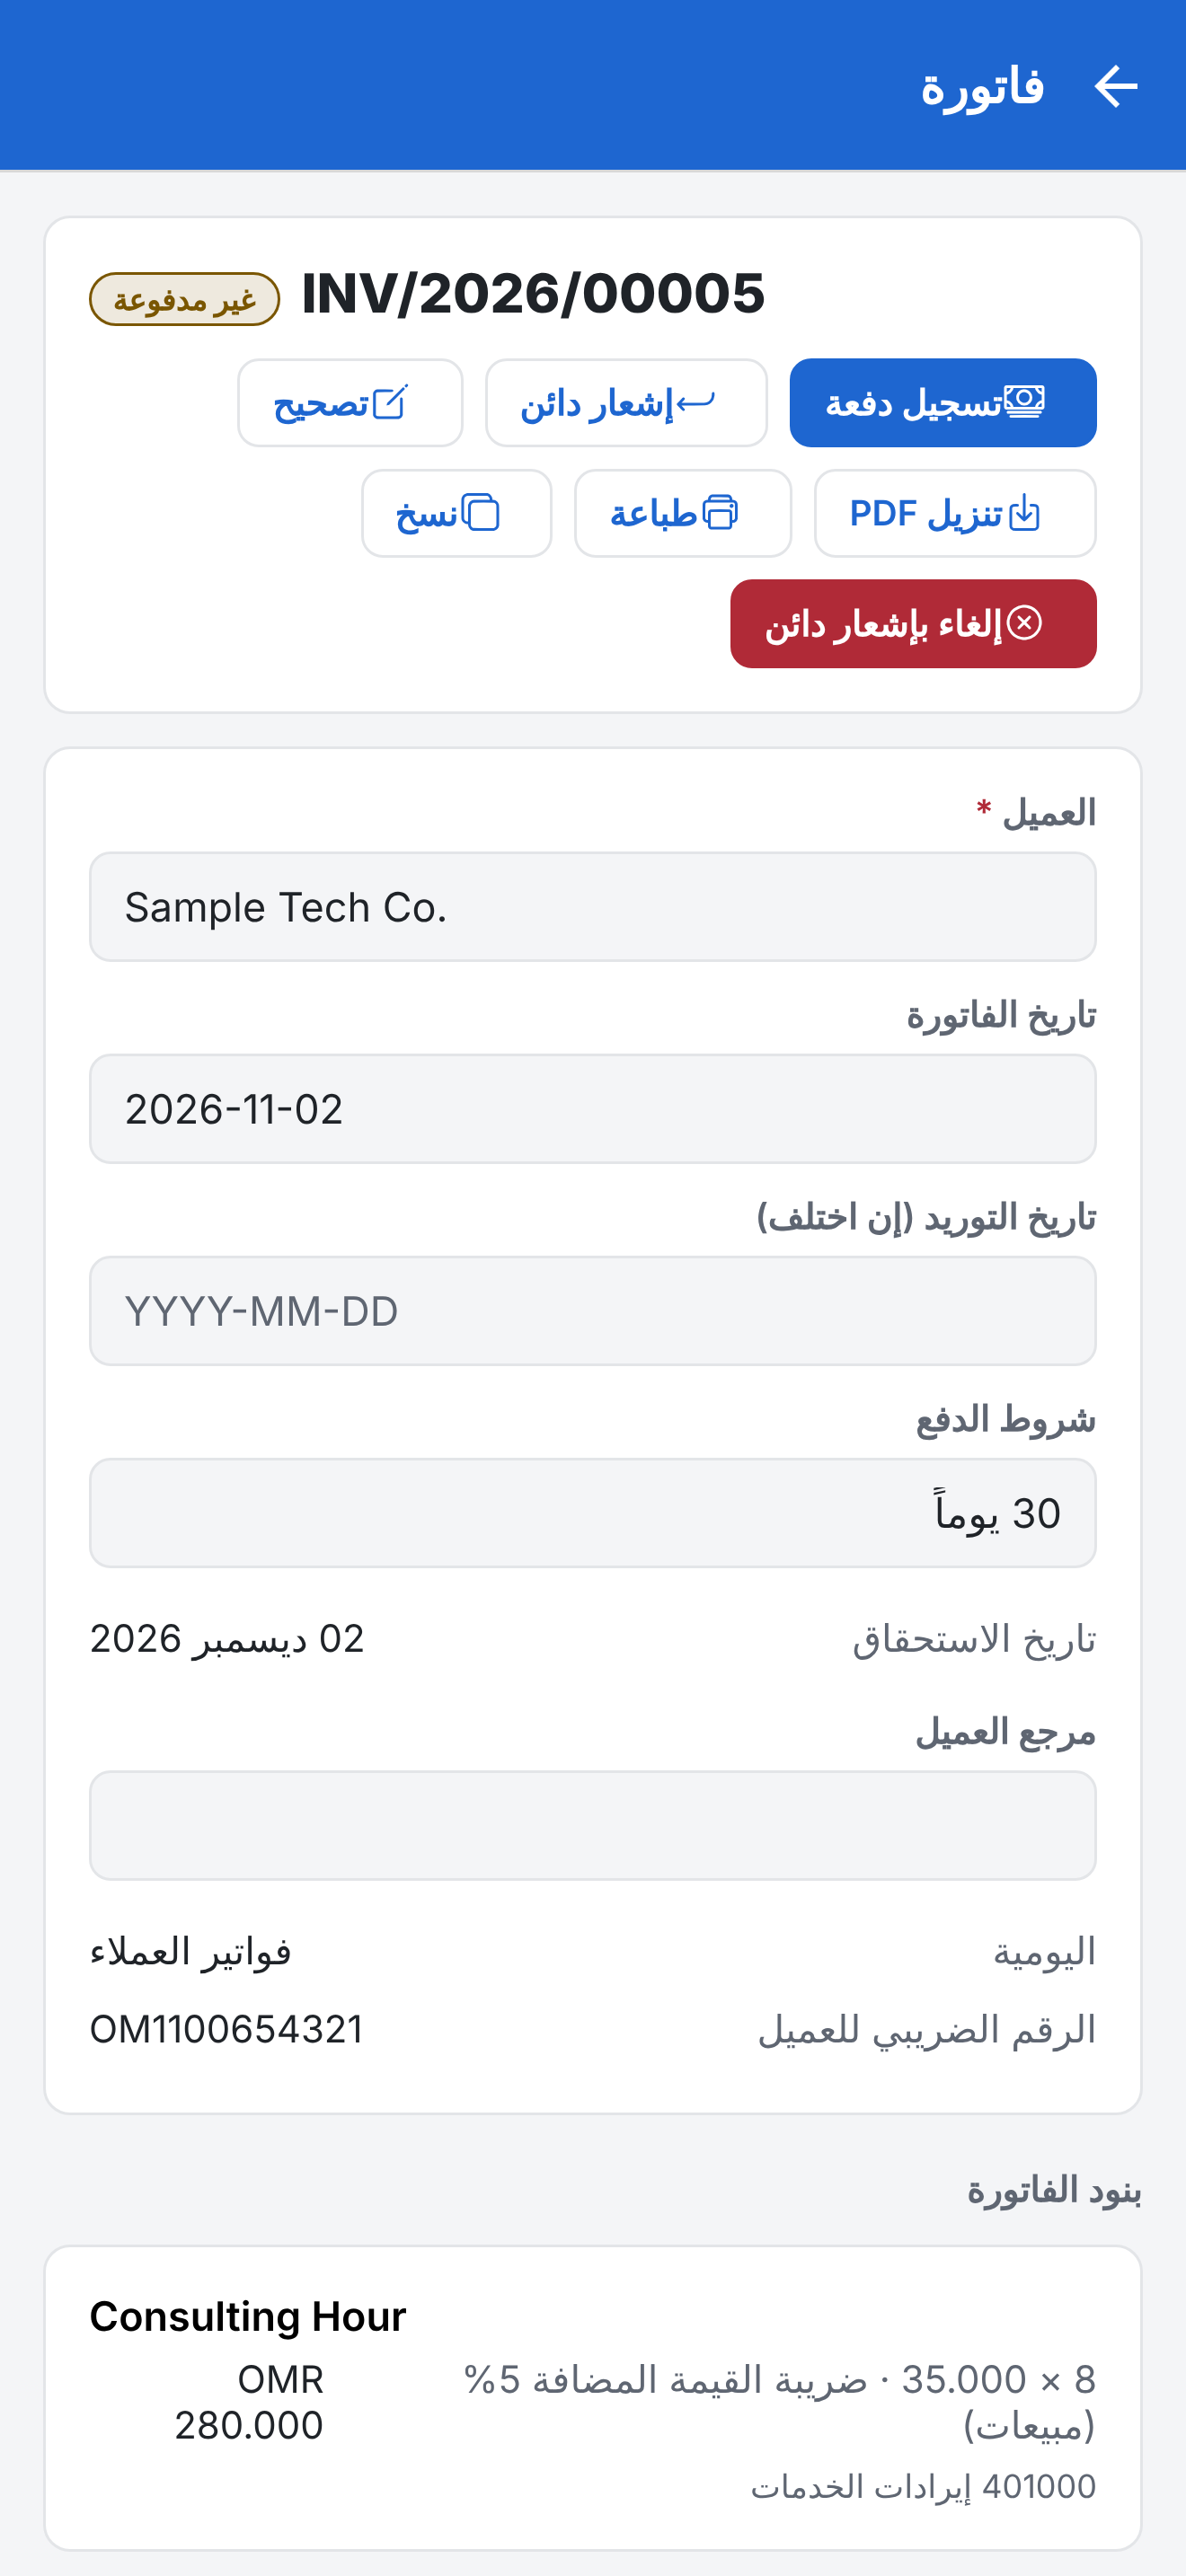 فاتورة
INV/2026/00005
غير مدفوعة
تسجيل دفعة
إشعار دائن
تصحيح
تنزيل PDF
طباعة
نسخ
إلغاء بإشعار دائن
العميل *
Sample Tech Co.
تاريخ الفاتورة
2026-11-02
تاريخ التوريد (إن اختلف)
YYYY-MM-DD
شروط الدفع
30 يوماً
تاريخ الاستحقاق
02 ديسمبر 2026
مرجع العميل
اليومية
فواتير العملاء
الرقم الضريبي للعميل
OM1100654321
بنود الفاتورة
Consulting Hour
8 × 35.000 · ضريبة القيمة المضافة 5%
(مبيعات)
OMR
280.000
401000 إيرادات الخدمات